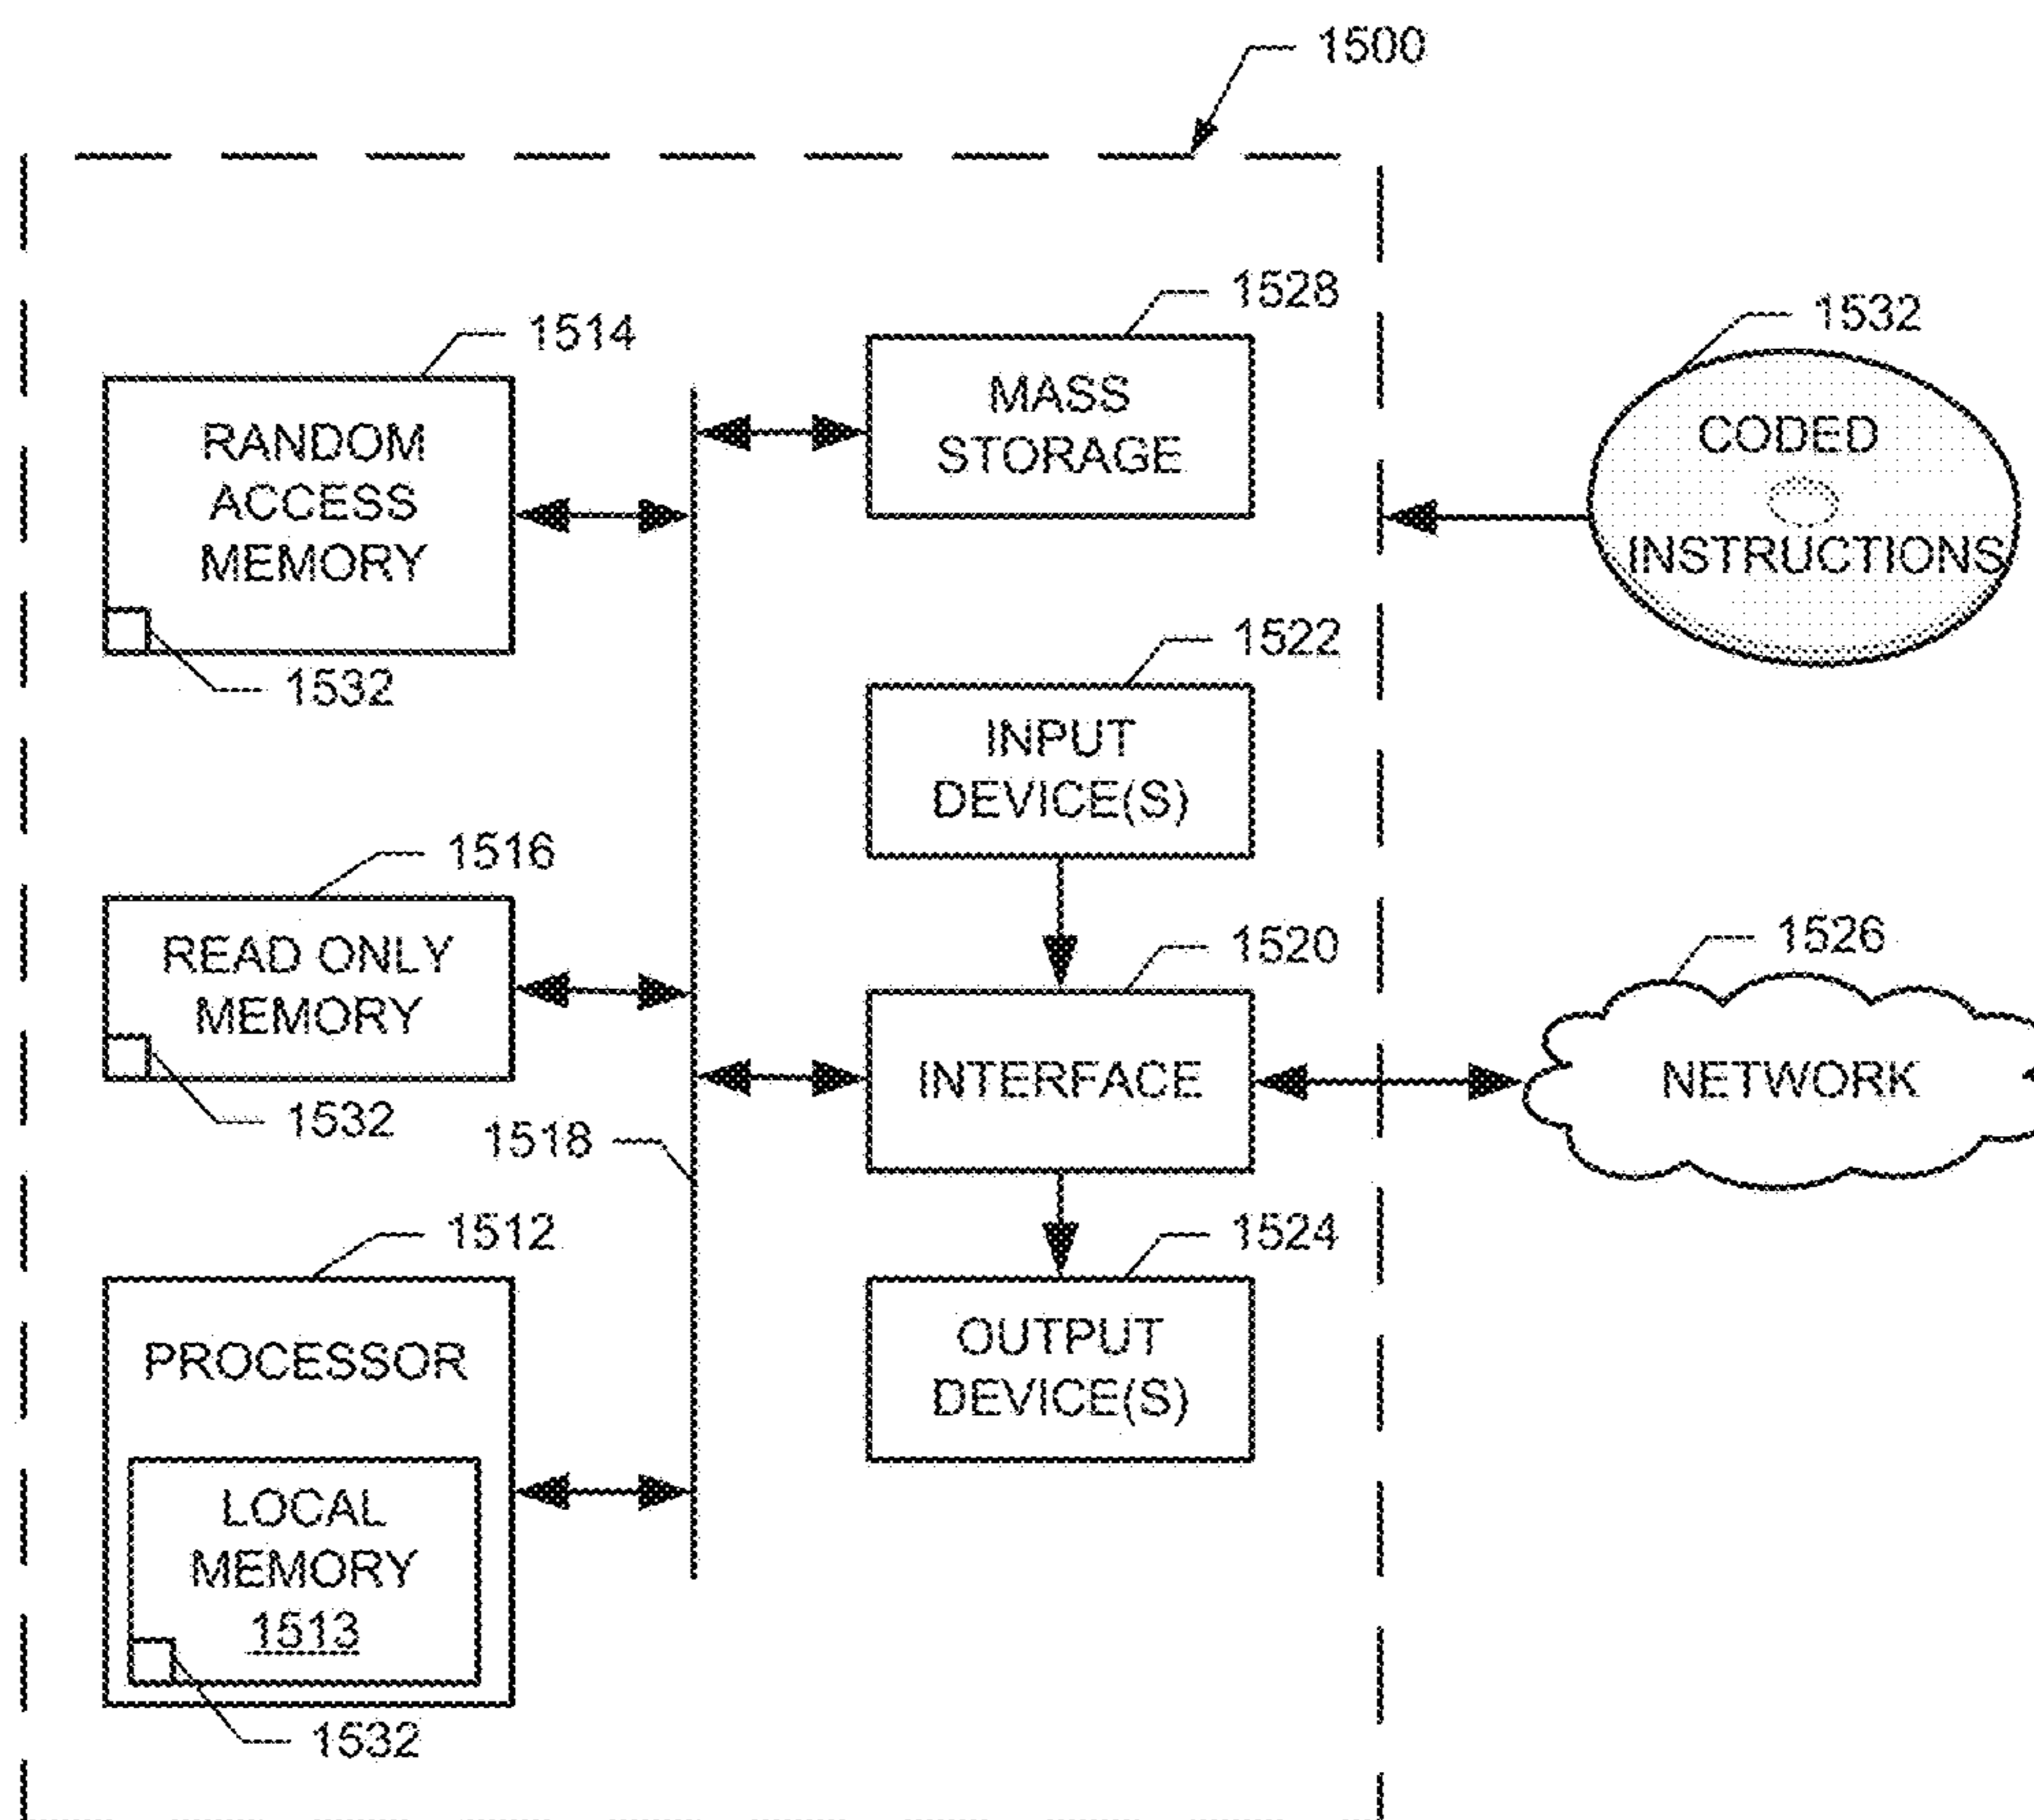 1500
1528
MASS
STORAGE
1514
RANDOM
ACCESS
MEMORY
1532
1532
CODED
INSTRUCTIONS
1522
INPUT
DEVICE(S)
1516
READ ONLY
MEMORY
1532
1520
INTERFACE
1526
NETWORK
1518
1512
PROCESSOR
LOCAL
MEMORY
1513
1532
1524
OUTPUT
DEVICE(S)